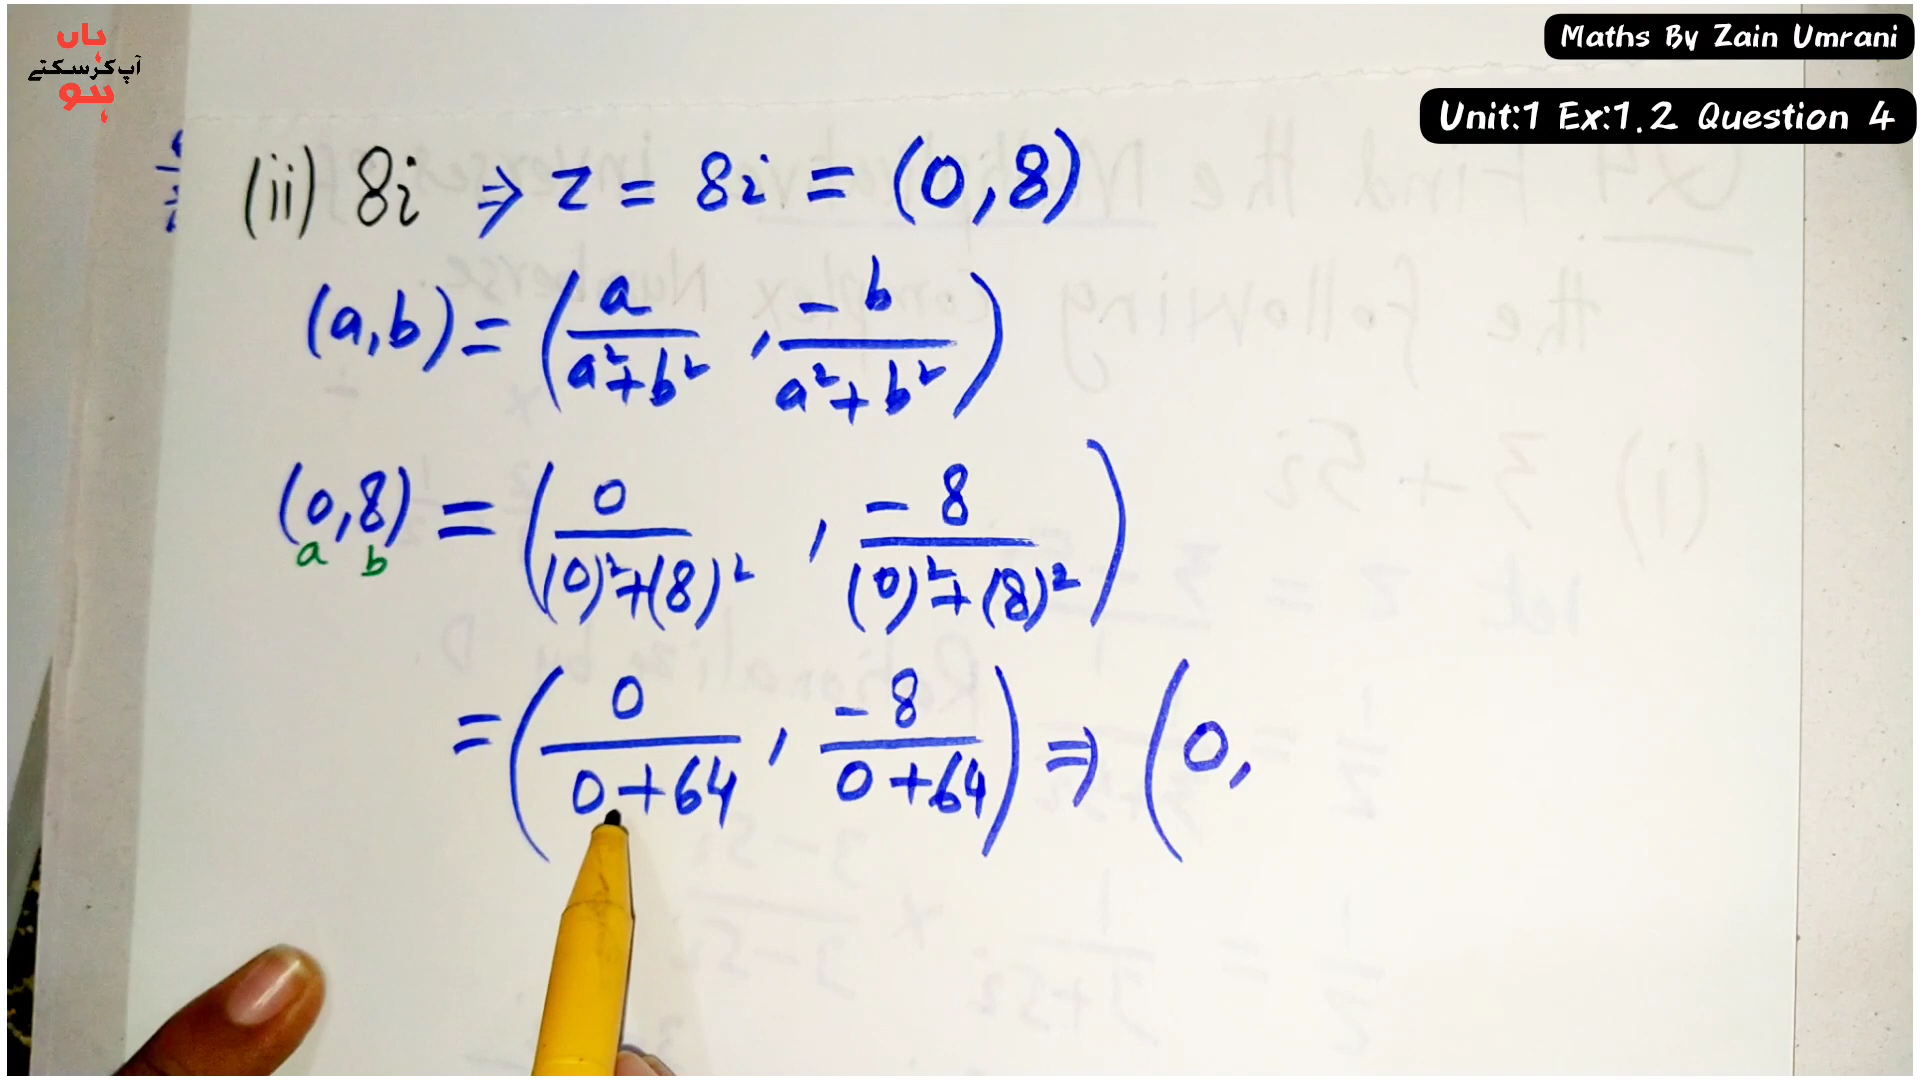 ہاں
آپ کر سکتے
ہو
Maths By Zain Umrani
Unit:1 Ex:1.2 Question 4
(ii) 8i ⇒ z = 8i = (0,8)
(a,b) = (a/(a²+b²), -b/(a²+b²))
(0,8) = (0/((0)²+(8)²), -8/((0)²+(8)²))
a b
= (0/(0+64), -8/(0+64)) ⇒ (0,